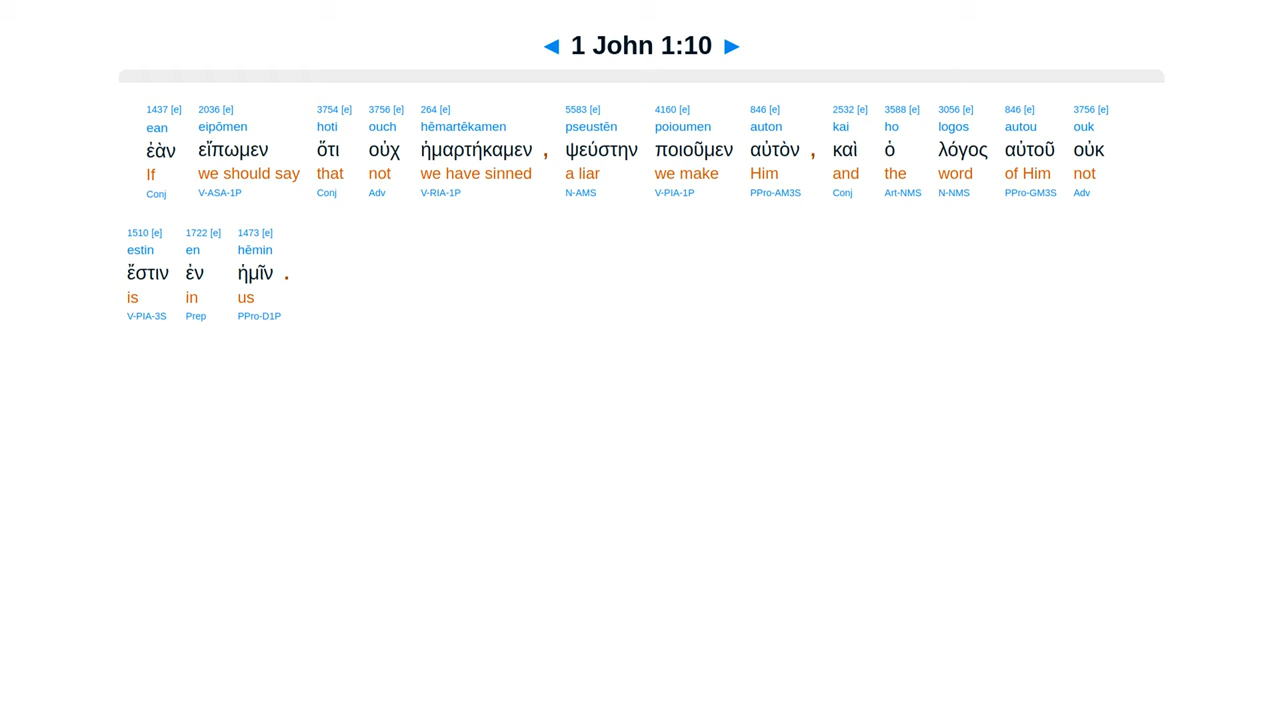 ◄ 1 John 1:10 ►
1437 [e] 2036 [e] 3754 [e] 3756 [e] 264 [e] 5583 [e] 4160 [e] 846 [e] 2532 [e] 3588 [e] 3056 [e] 846 [e] 3756 [e]
ean eipōmen hoti ouch hēmartēkamen pseustēn poioumen auton kai ho logos autou ouk
ἐὰν εἴπωμεν ὅτι οὐχ ἡμαρτήκαμεν , ψεύστην ποιοῦμεν αὐτὸν , καὶ ὁ λόγος αὐτοῦ οὐκ
If we should say that not we have sinned a liar we make Him and the word of Him not
Conj V-ASA-1P Conj Adv V-RIA-1P N-AMS V-PIA-1P PPro-AM3S Conj Art-NMS N-NMS PPro-GM3S Adv
1510 [e] 1722 [e] 1473 [e]
estin en hēmin
ἔστιν ἐν ἡμῖν .
is in us
V-PIA-3S Prep PPro-D1P